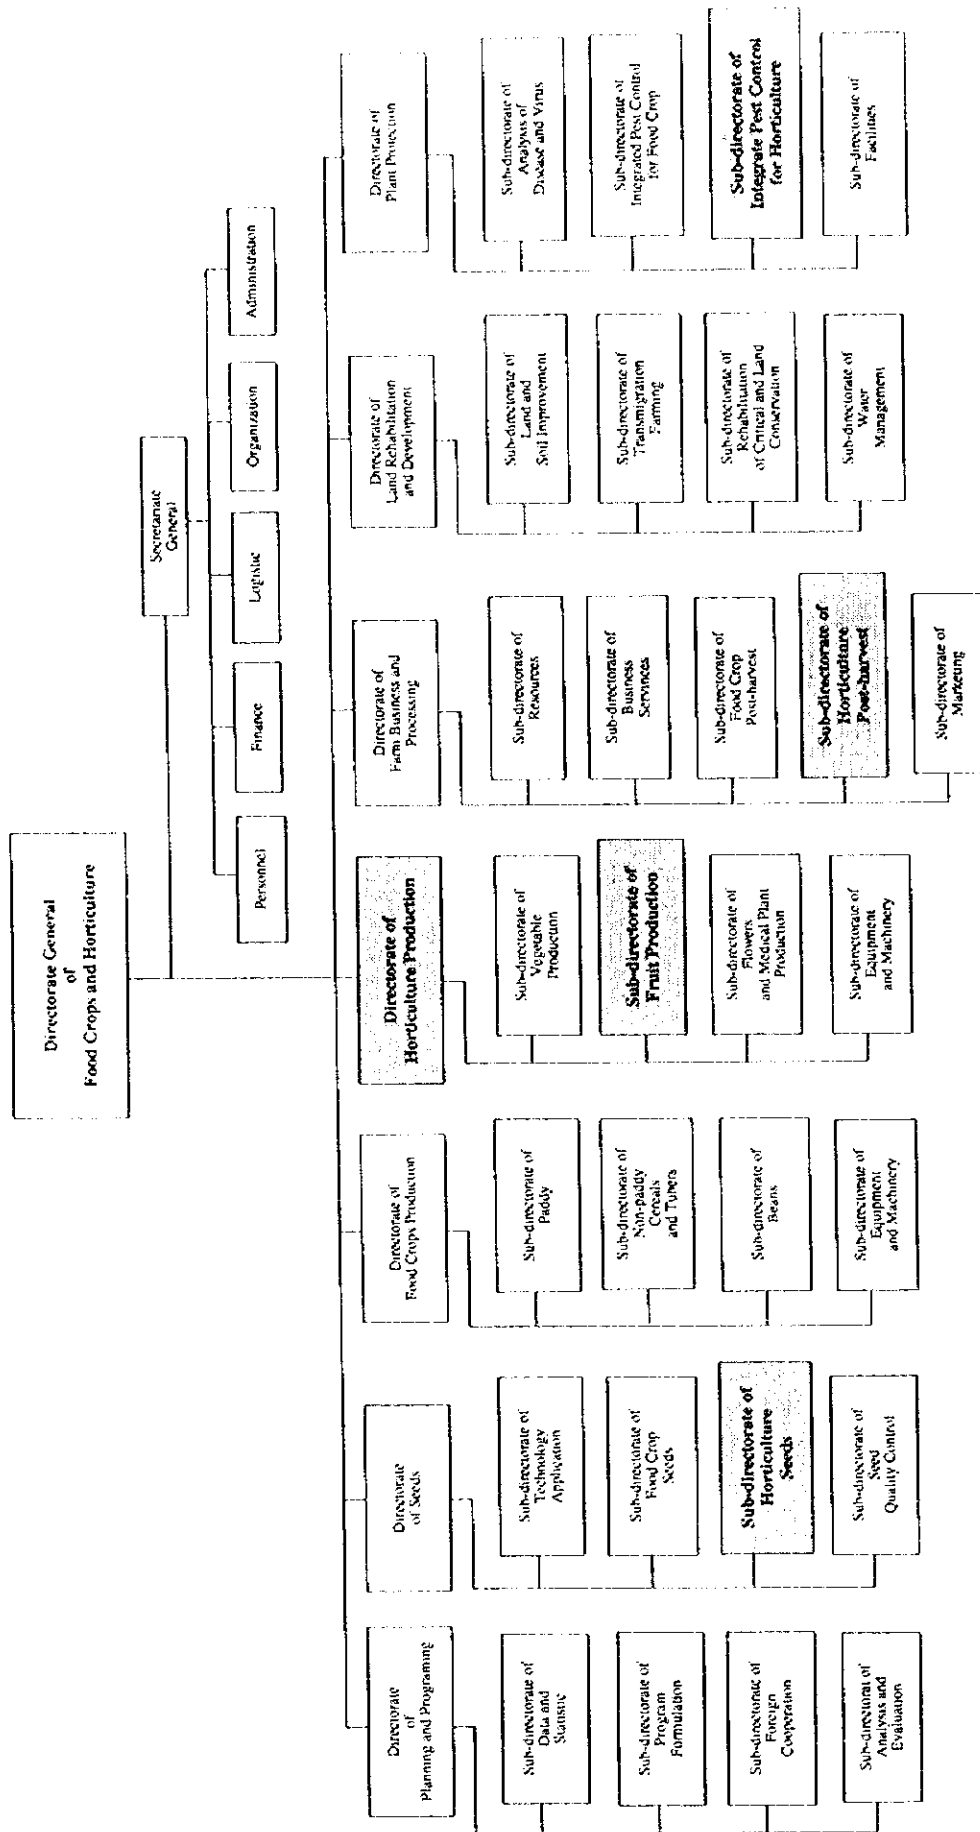 Directorate General
of
Food Crops and Horticulture
Secretariate
General
Personnel
Finance
Logistic
Organization
Administration
Directorate
of
Planning and Programing
Sub-directorate of
Data and
Statistic
Sub-directorate of
Program
Formulation
Sub-directorate of
Foreign
Cooperation
Sub-directorat of
Analysis and
Evaluation
Directorate
of Seeds
Sub-directorate of
Technology
Application
Sub-directorate of
Food Crop
Seeds
Sub-directorate of
Horticulture
Seeds
Sub-directorate of
Seed
Quality Control
Directorate of
Food Crops Production
Sub-directorate of
Paddy
Sub-directorate of
Non-paddy
Cereals
and Tubers
Sub-directorate of
Beans
Sub-directorate of
Equipment
and Machinery
Directorate of
Horticulture Production
Sub-directorate of
Vegetable
Production
Sub-directorate of
Fruit Production
Sub-directorate of
Flowers
and Medical Plant
Production
Sub-directorate of
Equipment
and Machinery
Directorate of
Farm Business and
Processing
Sub-directorate of
Resources
Sub-directorate of
Business
Servinces
Sub-directorate of
Food Crop
Post-harvest
Sub-directorate of
Horticulture
Post-harvest
Sub-directorate of
Marketing
Directorate of
Land Rehabilitation
and Development
Sub-directorate of
Land and
Soil Improvement
Sub-directorate of
Transmigration
Farming
Sub-directorate of
Rehabilitation
of Critical and Land
Conservation
Sub-directorate of
Water
Management
Directorate of
Plant Protection
Sub-directorate of
Analysis of
Disease and Virus
Sub-directorate of
Integrated Pest Control
for Food Crop
Sub-directorate of
Integrate Pest Control
for Horticulture
Sub-directorate of
Facilities